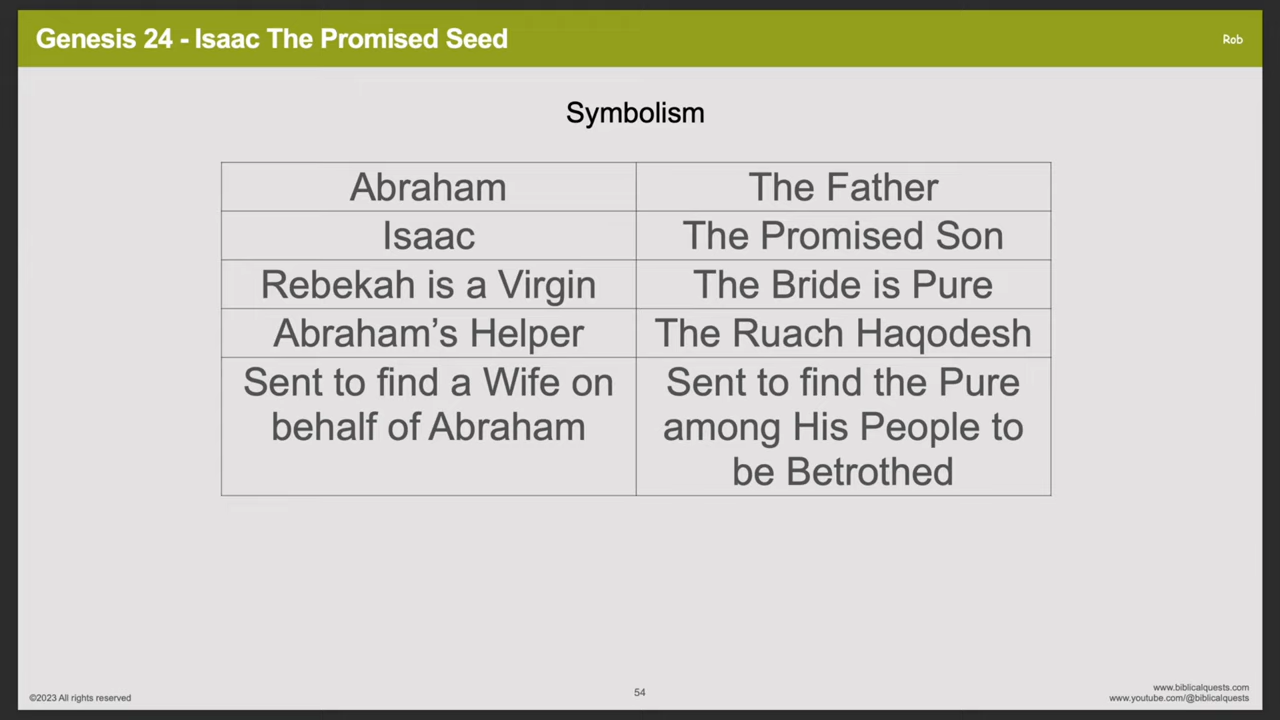 Genesis 24 - Isaac The Promised Seed
Rob
Symbolism
Abraham
The Father
Isaac
The Promised Son
Rebekah is a Virgin
The Bride is Pure
Abraham’s Helper
The Ruach Haqodesh
Sent to find a Wife on
behalf of Abraham
Sent to find the Pure
among His People to
be Betrothed
©2023 All rights reserved
54
www.biblicalquests.com
www.youtube.com/@biblicalquests